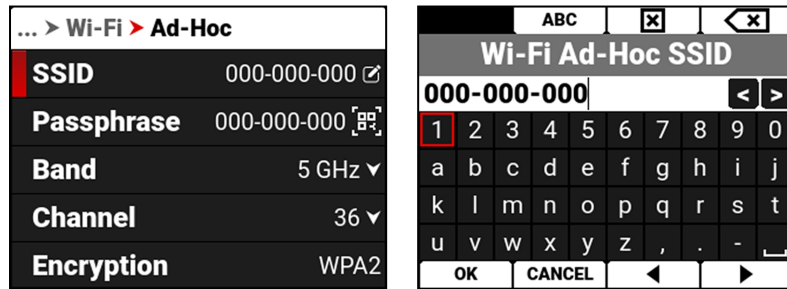 ... > Wi-Fi > Ad-Hoc
SSID 000-000-000
Passphrase 000-000-000
Band 5 GHz
Channel 36
Encryption WPA2
ABC
Wi-Fi Ad-Hoc SSID
000-000-000 < >
1 2 3 4 5 6 7 8 9 0
a b c d e f g h i j
k l m n o p q r s t
u v w x y z , . -
OK CANCEL